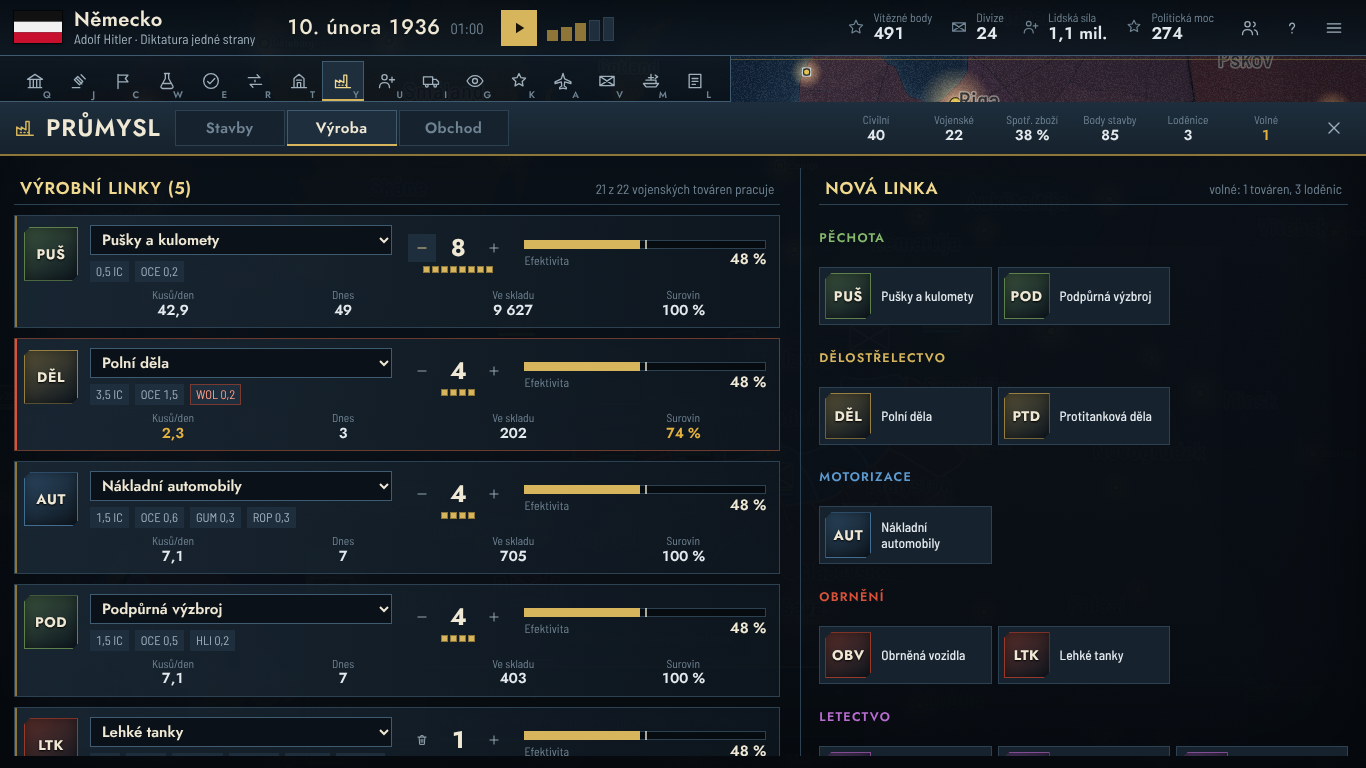 Německo
Adolf Hitler · Diktatura jedné strany
10. února 1936 01:00
Vítězné body
491
Divize
24
Lidská síla
1,1 mil.
Politická moc
274
?
Q J C W E R T Y U I G K A V M L
Pskov
Riga
PRŮMYSL
Stavby
Výroba
Obchod
Civilní
40
Vojenské
22
Spotř. zboží
38 %
Body stavby
85
Loděnice
3
Volné
1
VÝROBNÍ LINKY (5)
21 z 22 vojenských továren pracuje
PUŠ
Pušky a kulomety
− 8 +
0,5 IC
OCE 0,2
Efektivita
48 %
Kusů/den
42,9
Dnes
49
Ve skladu
9 627
Surovin
100 %
DĚL
Polní děla
− 4 +
3,5 IC
OCE 1,5
WOL 0,2
Efektivita
48 %
Kusů/den
2,3
Dnes
3
Ve skladu
202
Surovin
74 %
AUT
Nákladní automobily
− 4 +
1,5 IC
OCE 0,6
GUM 0,3
ROP 0,3
Efektivita
48 %
Kusů/den
7,1
Dnes
7
Ve skladu
705
Surovin
100 %
POD
Podpůrná výzbroj
− 4 +
1,5 IC
OCE 0,5
HLI 0,2
Efektivita
48 %
Kusů/den
7,1
Dnes
7
Ve skladu
403
Surovin
100 %
LTK
Lehké tanky
1 +
Efektivita
48 %
NOVÁ LINKA
volné: 1 továren, 3 loděnic
PĚCHOTA
PUŠ
Pušky a kulomety
POD
Podpůrná výzbroj
DĚLOSTŘELECTVO
DĚL
Polní děla
PTD
Protitanková děla
MOTORIZACE
AUT
Nákladní
automobily
OBRNĚNÍ
OBV
Obrněná vozidla
LTK
Lehké tanky
LETECTVO